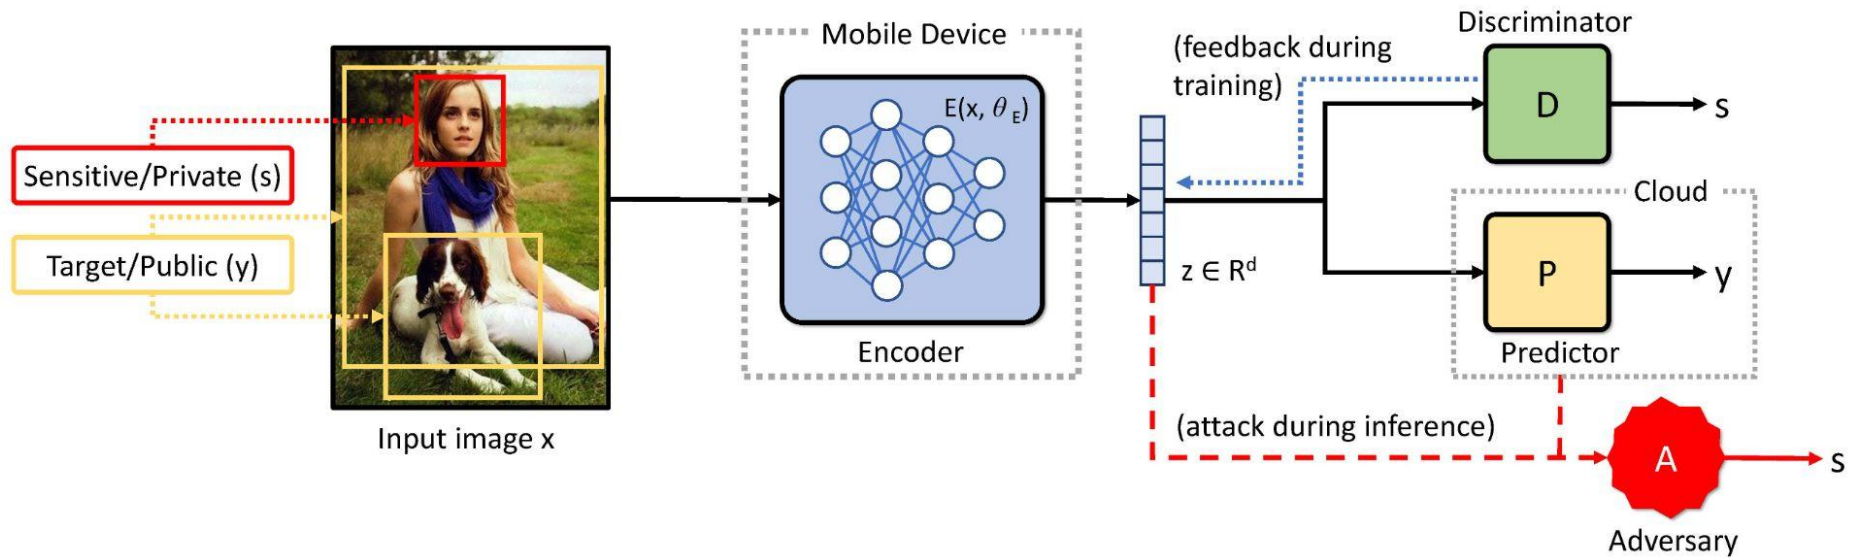 Sensitive/Private (s)
Target/Public (y)
Input image x
Mobile Device
E(x, θ_E)
Encoder
(feedback during
training)
z ∈ Rᵈ
Discriminator
D
s
Cloud
P
y
Predictor
(attack during inference)
A
s
Adversary